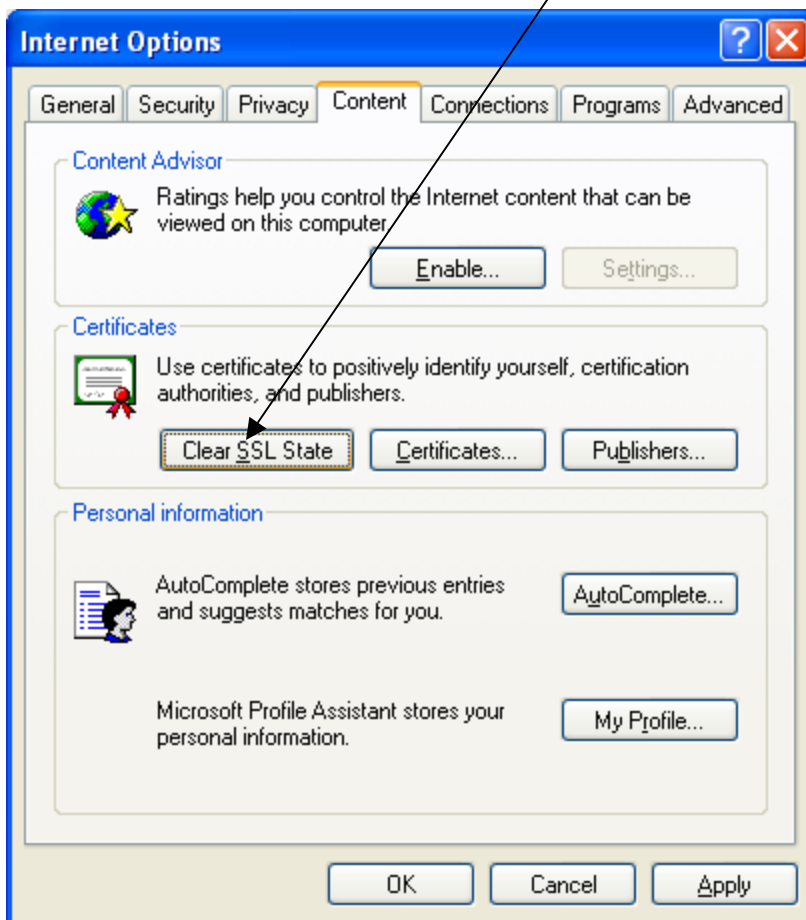 Internet Options
General Security Privacy Content Connections Programs Advanced
Content Advisor
Ratings help you control the Internet content that can be
viewed on this computer.
Enable... Settings...
Certificates
Use certificates to positively identify yourself, certification
authorities, and publishers.
Clear SSL State Certificates... Publishers...
Personal information
AutoComplete stores previous entries
and suggests matches for you.
AutoComplete...
Microsoft Profile Assistant stores your
personal information.
My Profile...
OK Cancel Apply